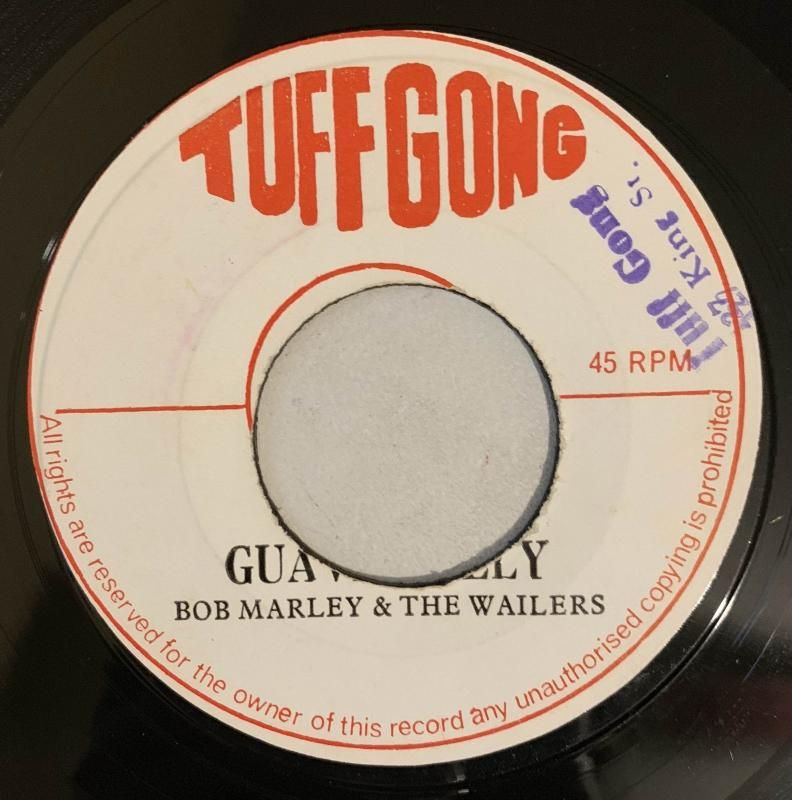 TUFF GONG
Tuff Gong
King St.
45 RPM
BOB MARLEY & THE WAILERS
All rights are reserved for the owner of this record any unauthorised copying is prohibited